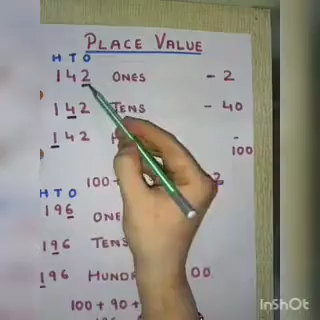 PLACE VALUE
H T O
142 ONES - 2
142 TENS - 40
142 - 100
100+
H T O
196 ONE
196 TENS
196 HUND 00
100 + 90 +
InShOt